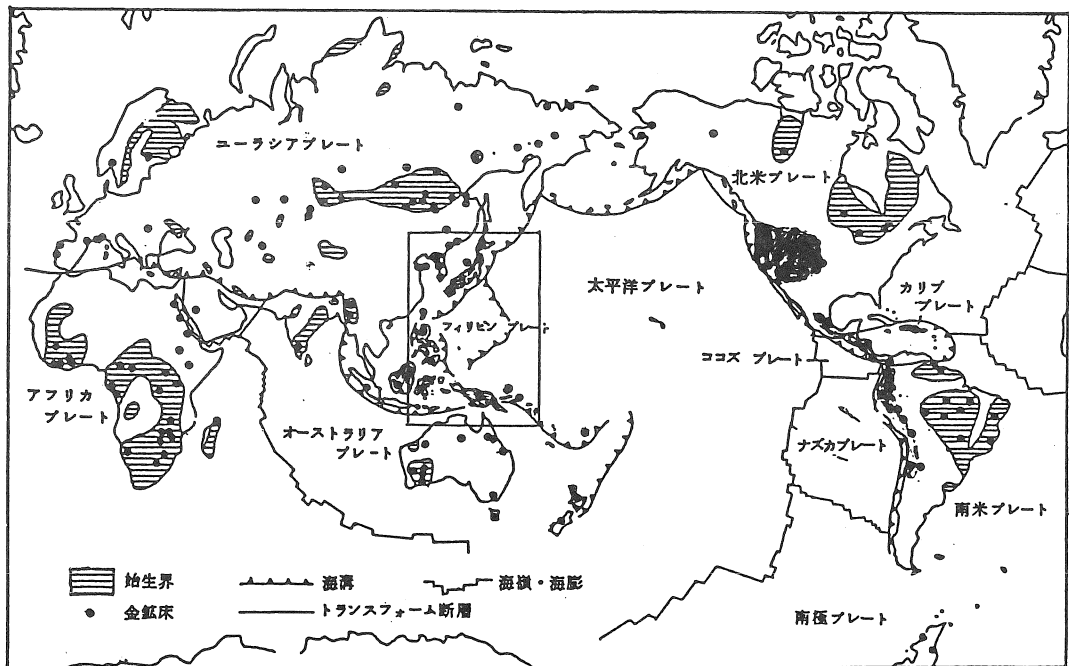 ユーラシアプレート
北米プレート
太平洋プレート
カリブ
プレート
フィリピン プレート
ココズ プレート
アフリカ
プレート
オーストラリア
プレート
ナズカプレート
南米プレート
始生界
海溝
海嶺・海膨
金鉱床
トランスフォーム断層
南極プレート